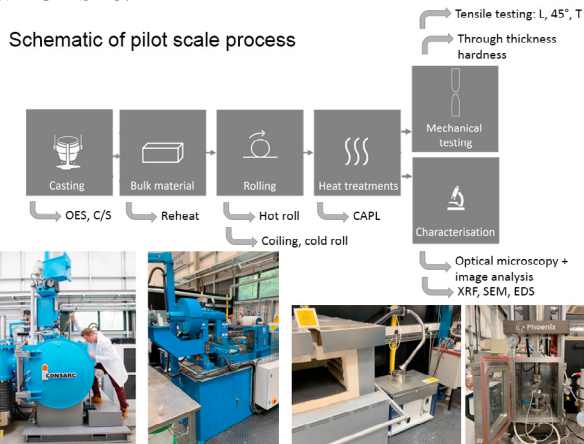 Schematic of pilot scale process
Tensile testing: L, 45°, T
Through thickness
hardness
Mechanical
testing
Casting
Bulk material
Rolling
Heat treatments
OES, C/S
Reheat
Hot roll
Coiling, cold roll
CAPL
Characterisation
Optical microscopy +
image analysis
XRF, SEM, EDS
CONSARC
Phoenix